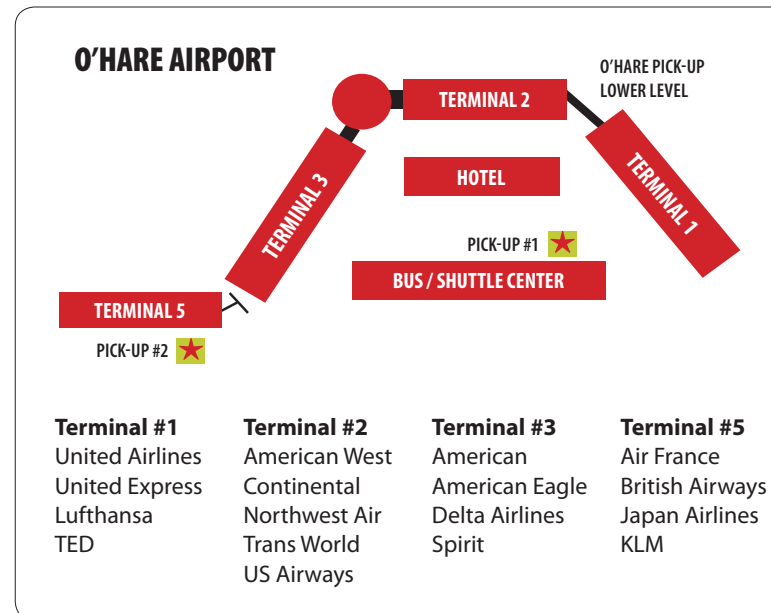 O'HARE AIRPORT
O'HARE PICK-UP
LOWER LEVEL
TERMINAL 2
TERMINAL 1
TERMINAL 3
HOTEL
PICK-UP #1
BUS / SHUTTLE CENTER
TERMINAL 5
PICK-UP #2
Terminal #1
United Airlines
United Express
Lufthansa
TED
Terminal #2
American West
Continental
Northwest Air
Trans World
US Airways
Terminal #3
American
American Eagle
Delta Airlines
Spirit
Terminal #5
Air France
British Airways
Japan Airlines
KLM